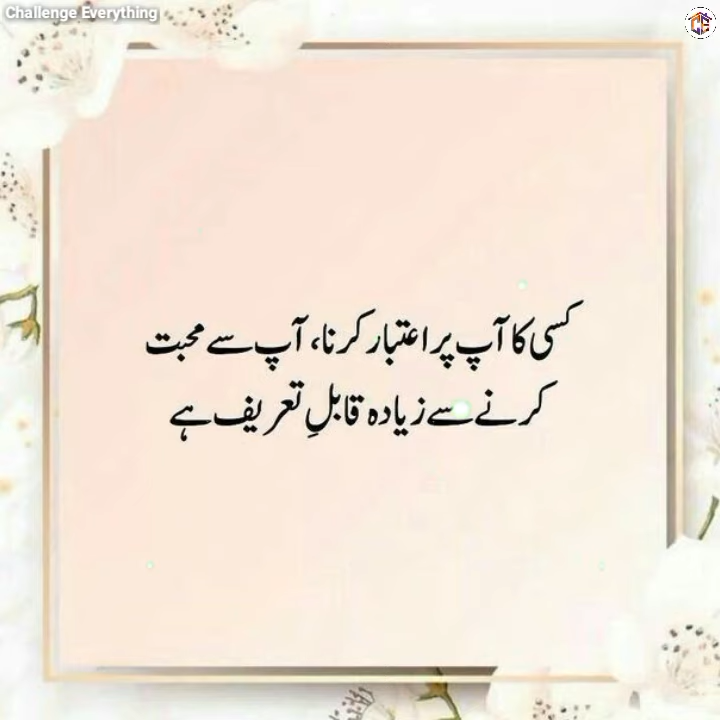 Challenge Everything
کسی کا آپ پر اعتبار کرنا، آپ سے محبت
کرنے سے زیادہ قابلِ تعریف ہے